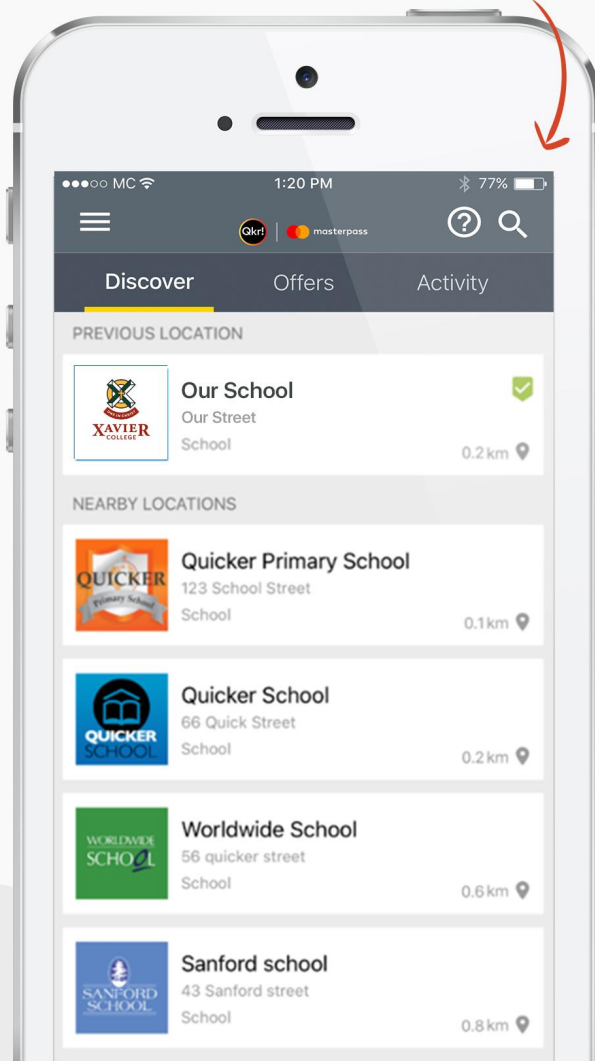 MC 1:20 PM 77%
Qkr! masterpass
Discover Offers Activity
PREVIOUS LOCATION
XAVIER
COLLEGE
Our School
Our Street
School
0.2 km
NEARBY LOCATIONS
QUICKER
Primary School
Quicker Primary School
123 School Street
School
0.1 km
QUICKER
SCHOOL
Quicker School
66 Quick Street
School
0.2 km
WORLDWIDE
SCHOOL
Worldwide School
56 quicker street
School
0.6 km
SANFORD
SCHOOL
Sanford school
43 Sanford street
School
0.8 km